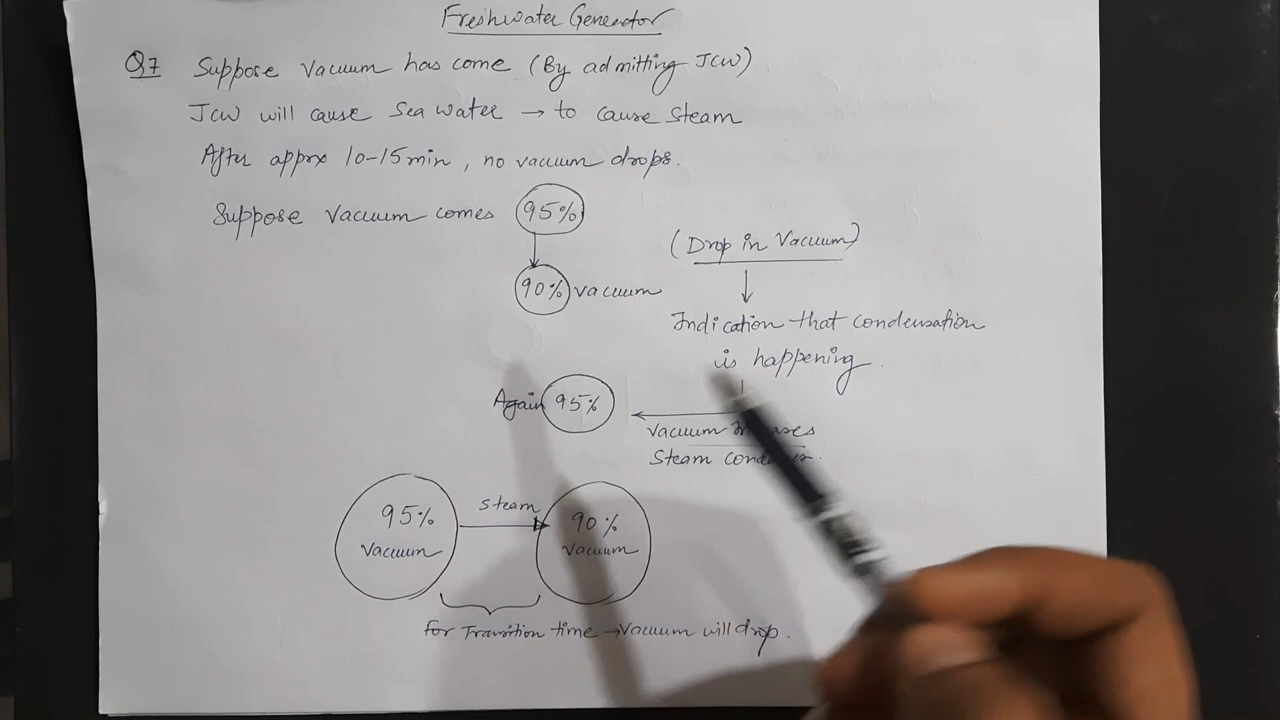 Freshwater Generator
Q7 Suppose Vacuum has come (By admitting JCW)
JCW will cause Sea Water → to cause steam
After apprx 10-15 min, no vacuum drops.
Suppose Vacuum comes 95%
90% vacuum
(Drop in Vacuum)
Indication that condensation
is happening.
Again 95%
Vacuum
Steam
95%
Vacuum
steam
90%
Vacuum
for Transition time → Vacuum will drop.